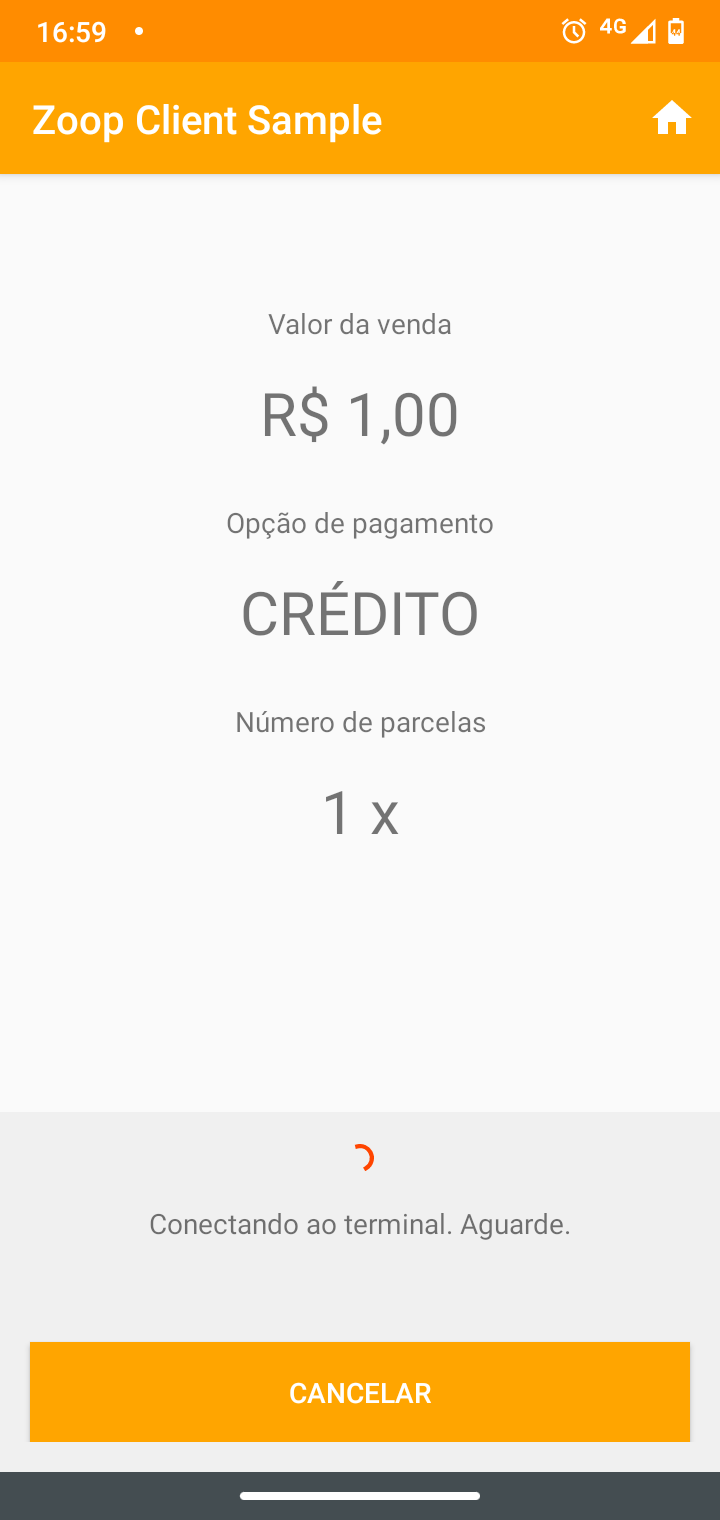 16:59
4G
44
Zoop Client Sample
Valor da venda
R$ 1,00
Opção de pagamento
CRÉDITO
Número de parcelas
1 x
Conectando ao terminal. Aguarde.
CANCELAR